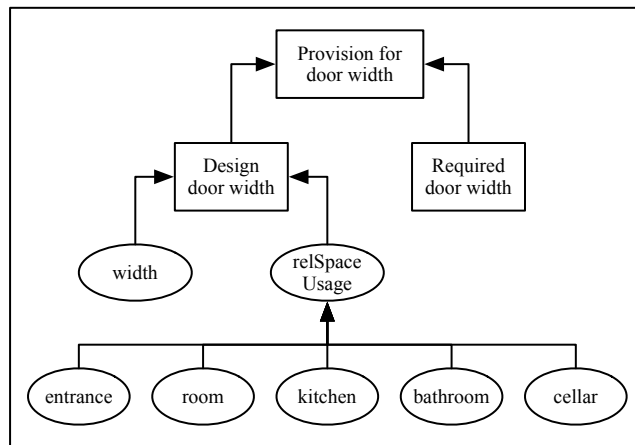 Provision for
door width
Design
door width
Required
door width
width
relSpace
Usage
entrance
room
kitchen
bathroom
cellar